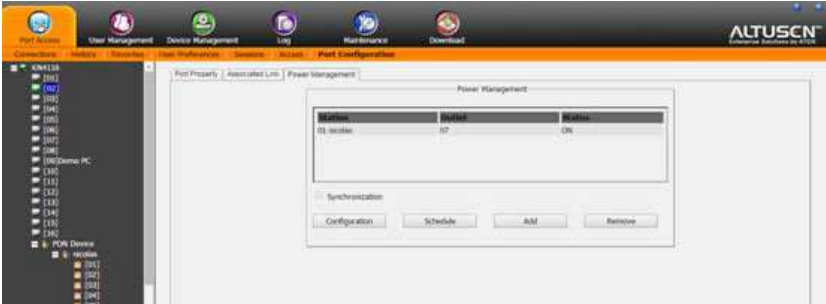 Port Access User Management Device Management Log Maintenance Download
ALTUSCN
Enterprise Solutions by ATEN
Connections History Favorites User Preferences Sessions Access Port Configuration
KN4116
[01]
[02]
[03]
[04]
[05]
[06]
[07]
[08]
[09]Demo PC
[10]
[11]
[12]
[13]
[14]
[15]
[16]
PON Device
nicolas
[01]
[02]
[03]
[04]
Port Property Associated Link Power Management
Power Management
Station Outlet Status
01 nicolas 07 ON
Synchronization
Configuration Schedule Add Remove